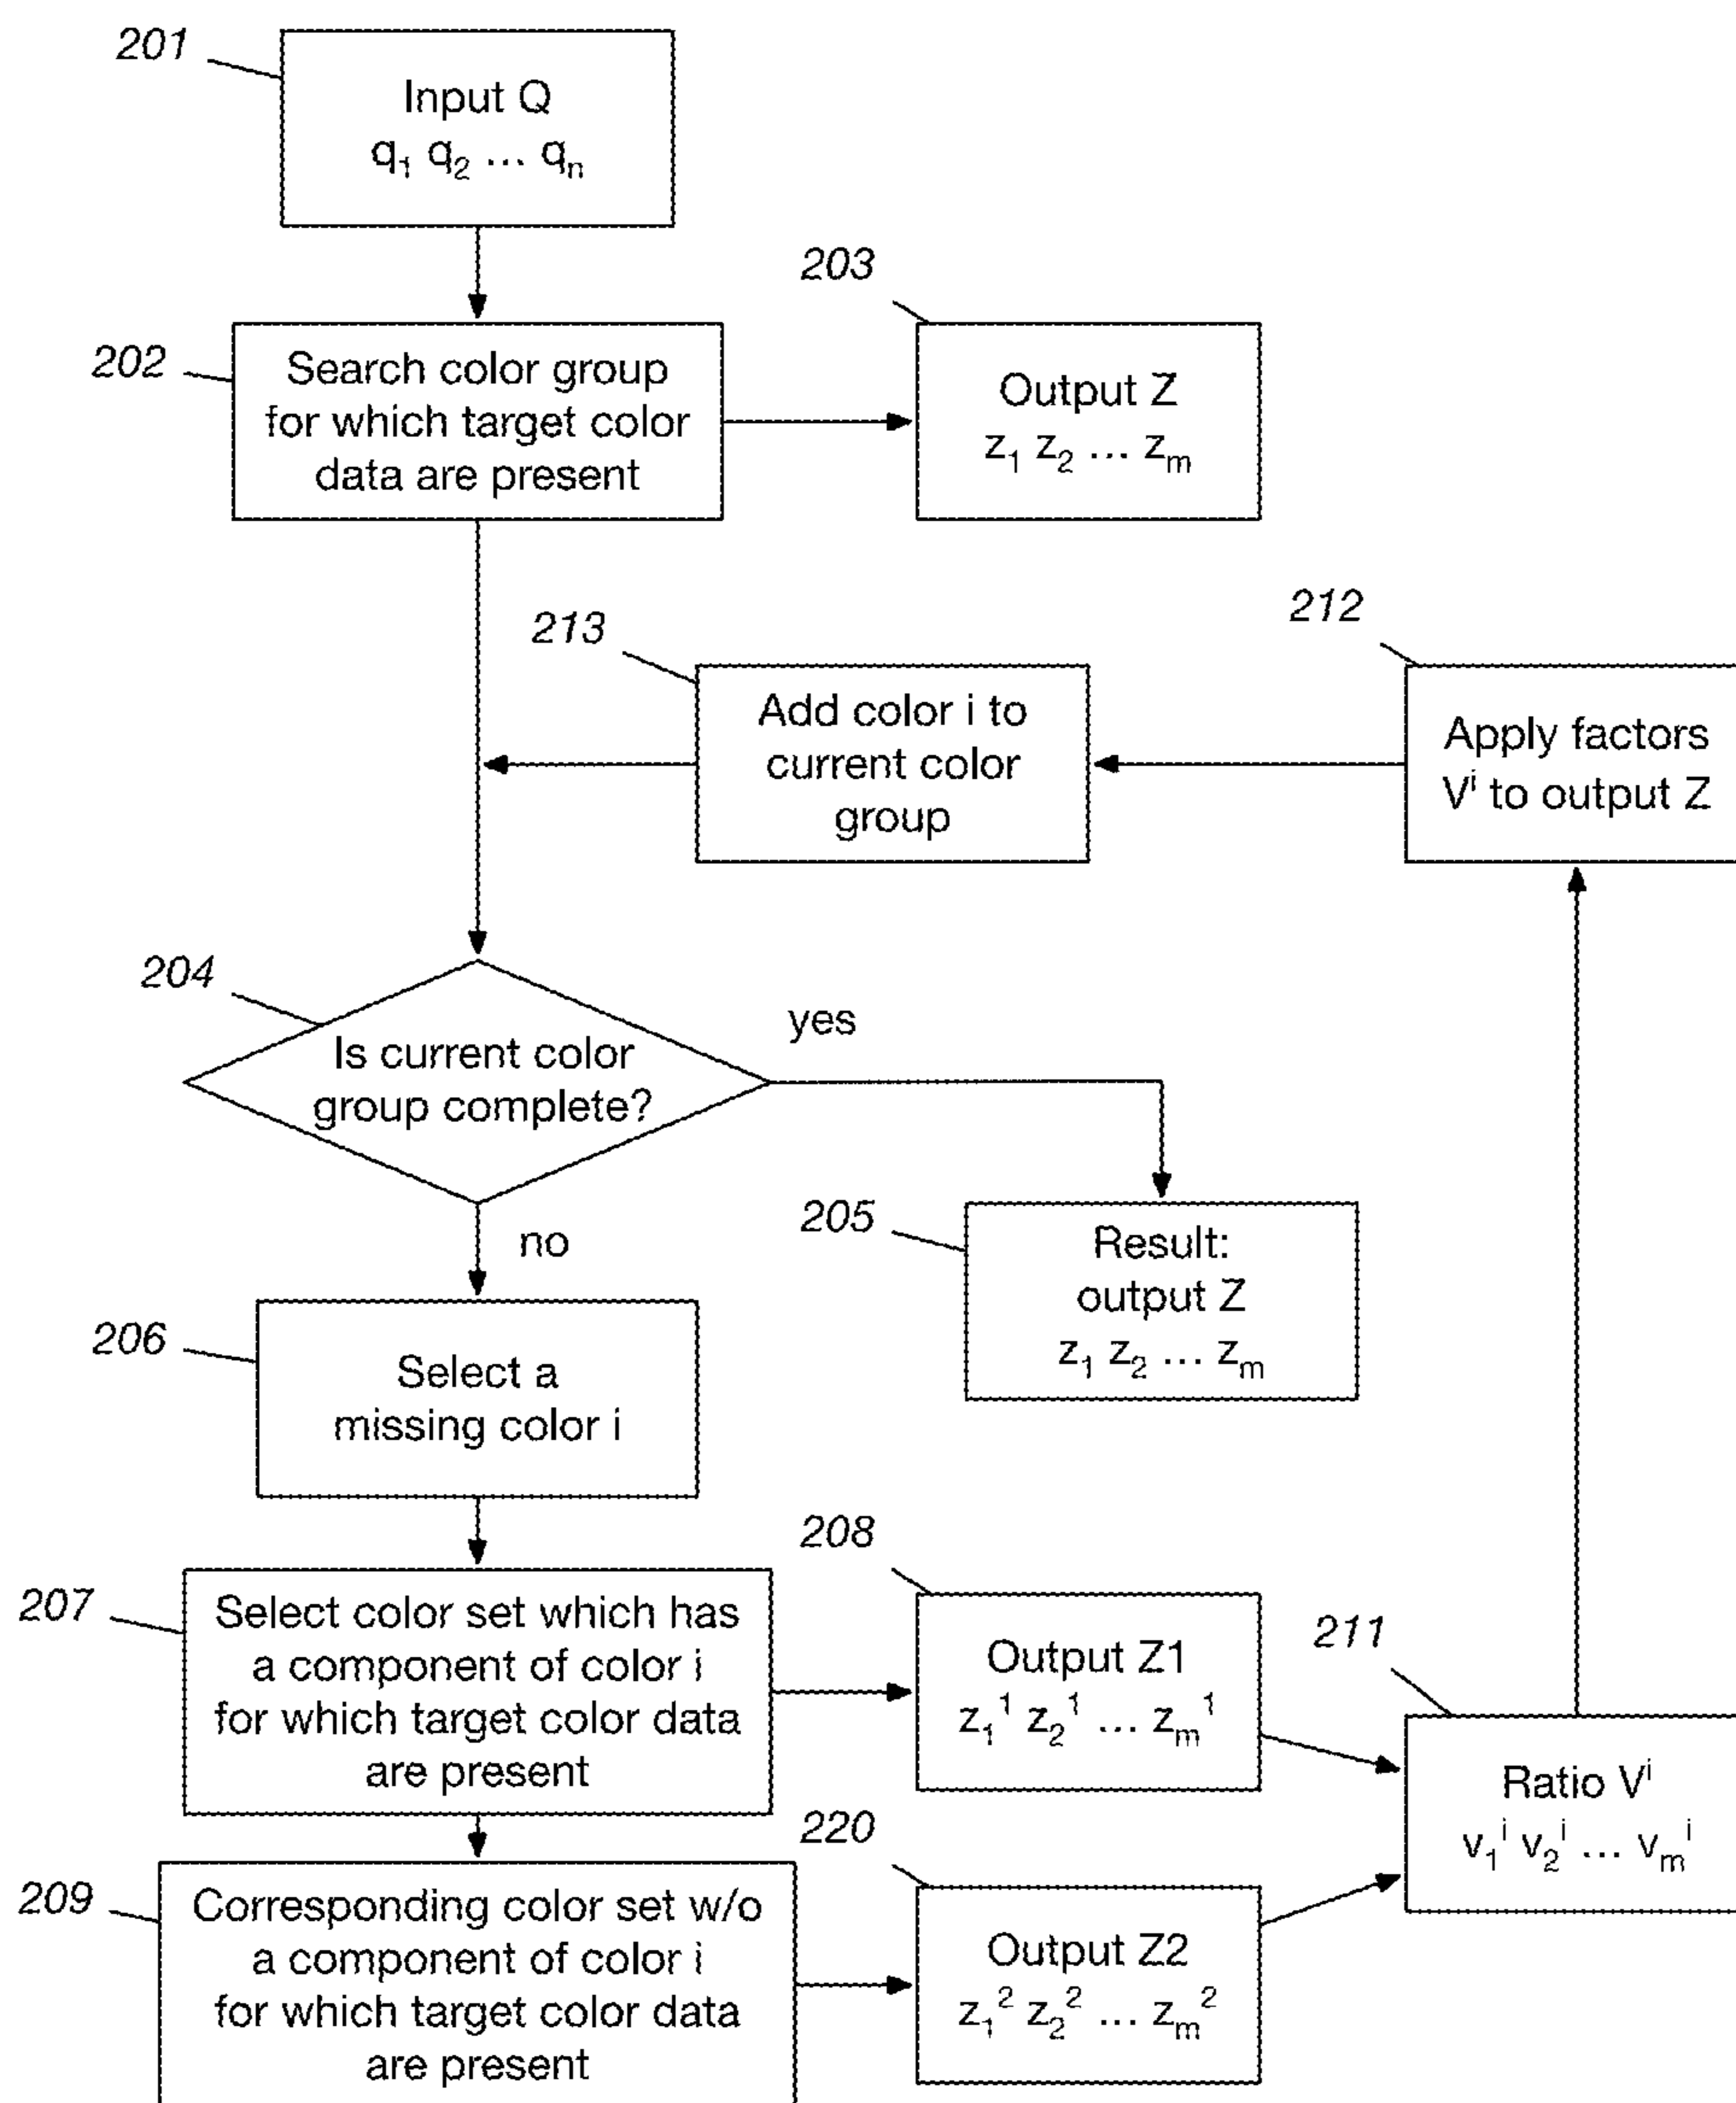 201
Input Q
q₁ q₂ ... qₙ
203
202
Search color group
for which target color
data are present
Output Z
z₁ z₂ ... zₘ
212
213
Add color i to
current color
group
Apply factors
Vⁱ to output Z
204
Is current color
group complete?
yes
no
205
Result:
output Z
z₁ z₂ ... zₘ
206
Select a
missing color i
208
207
Select color set which has
a component of color i
for which target color data
are present
Output Z1
z₁¹ z₂¹ ... zₘ¹
211
Ratio Vⁱ
v₁ⁱ v₂ⁱ ... vₘⁱ
220
209
Corresponding color set w/o
a component of color i
for which target color data
are present
Output Z2
z₁² z₂² ... zₘ²